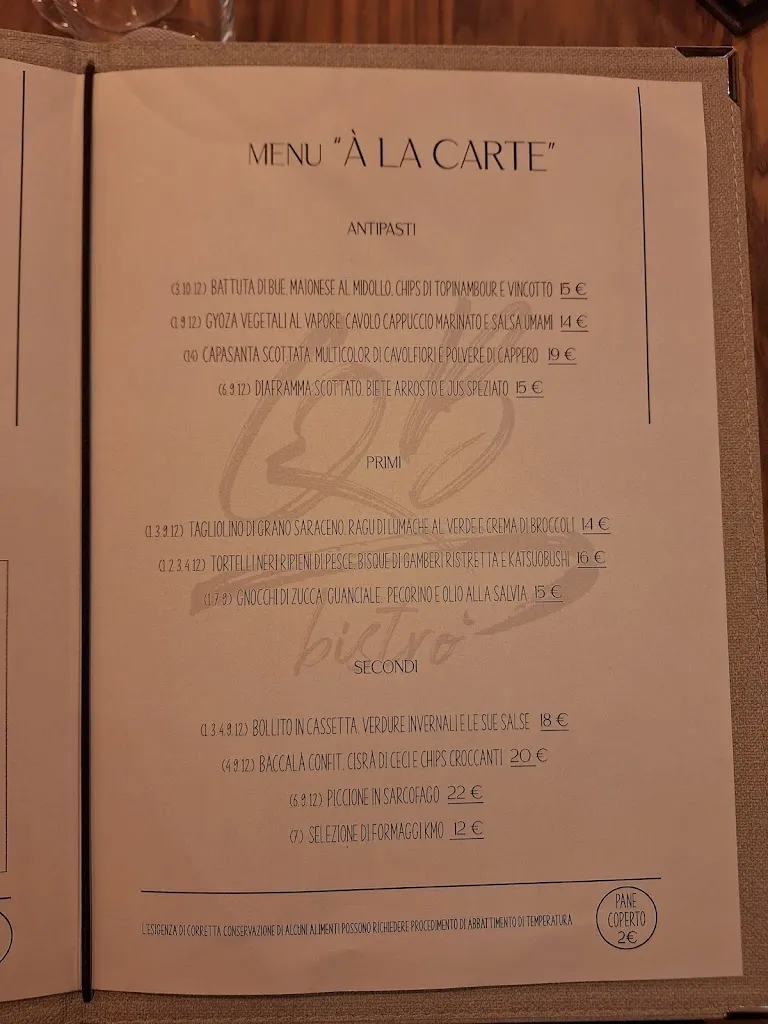 MENU "À LA CARTE"
ANTIPASTI
(3.10.12) BATTUTA DI BUE, MAIONESE AL MIDOLLO, CHIPS DI TOPINAMBOUR E VINCOTTO 15 €
(1.9.12) GYOZA VEGETALI AL VAPORE, CAVOLO CAPPUCCIO MARINATO E SALSA UMAMI 14 €
(14) CAPASANTA SCOTTATA, MULTICOLOR DI CAVOLFIORI E POLVERE DI CAPPERO 19 €
(6.9.12) DIAFRAMMA SCOTTATO, BIETE ARROSTO E JUS SPEZIATO 15 €
QB
PRIMI
(1.3.9.12) TAGLIOLINO DI GRANO SARACENO, RAGU DI LUMACHE AL VERDE E CREMA DI BROCCOLI 14 €
(1.2.3.4.12) TORTELLI NERI RIPIENI DI PESCE, BISQUE DI GAMBERI RISTRETTA E KATSUOBUSHI 16 €
(1.7.9) GNOCCHI DI ZUCCA, GUANCIALE, PECORINO E OLIO ALLA SALVIA 15 €
bistrò
SECONDI
(1.3.4.9.12) BOLLITO IN CASSETTA, VERDURE INVERNALI E LE SUE SALSE 18 €
(4.9.12) BACCALÀ CONFIT, CISRÀ DI CECI E CHIPS CROCCANTI 20 €
(6.9.12) PICCIONE IN SARCOFAGO 22 €
(7) SELEZIONE DI FORMAGGI KM0 12 €
L'ESIGENZA DI CORRETTA CONSERVAZIONE DI ALCUNI ALIMENTI POSSONO RICHIEDERE PROCEDIMENTO DI ABBATTIMENTO DI TEMPERATURA
PANE
COPERTO
2€